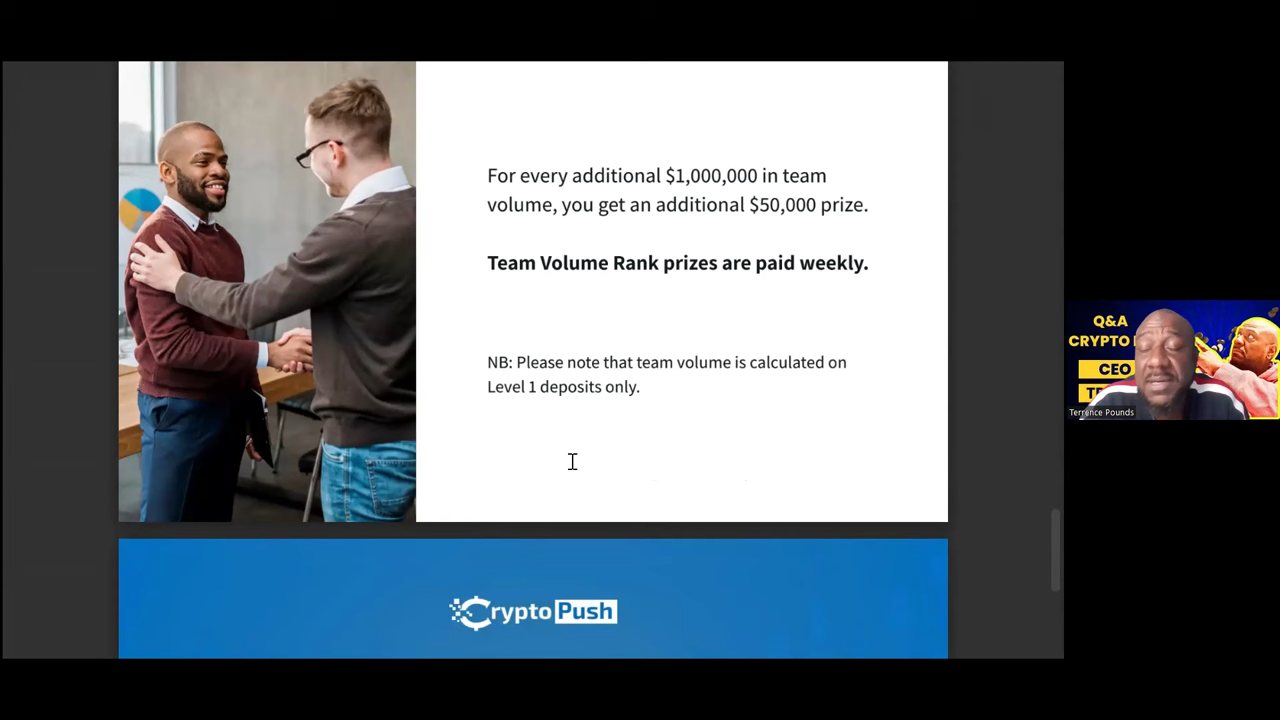 For every additional $1,000,000 in team
volume, you get an additional $50,000 prize.
Team Volume Rank prizes are paid weekly.
NB: Please note that team volume is calculated on
Level 1 deposits only.
CryptoPush
Q&A
CRYPTO
CEO
Terrence Pounds